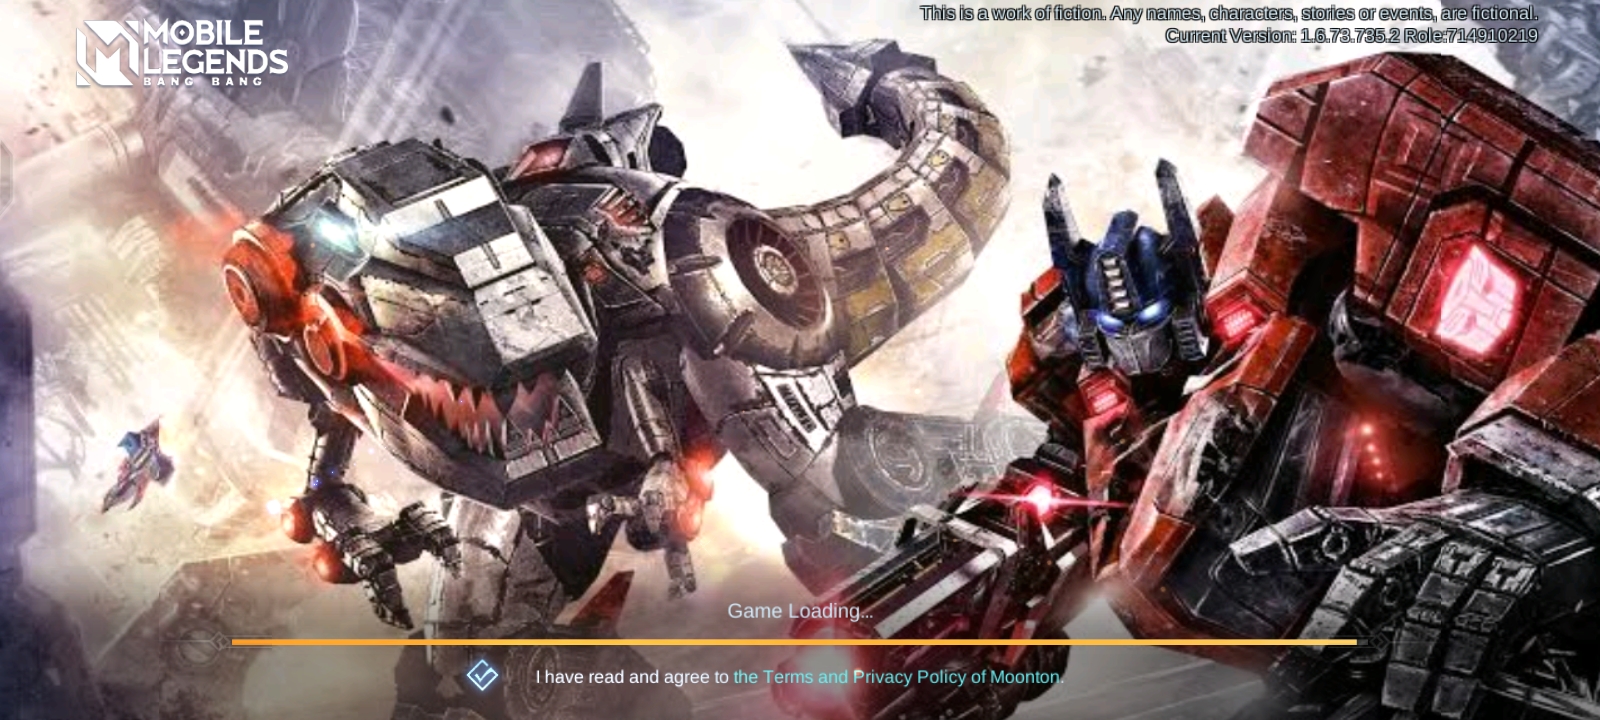 MOBILE
LEGENDS
BANG BANG
This is a work of fiction. Any names, characters, stories or events, are fictional.
Current Version: 1.6.73.735.2 Role:714910219
Game Loading...
I have read and agree to the Terms and Privacy Policy of Moonton.